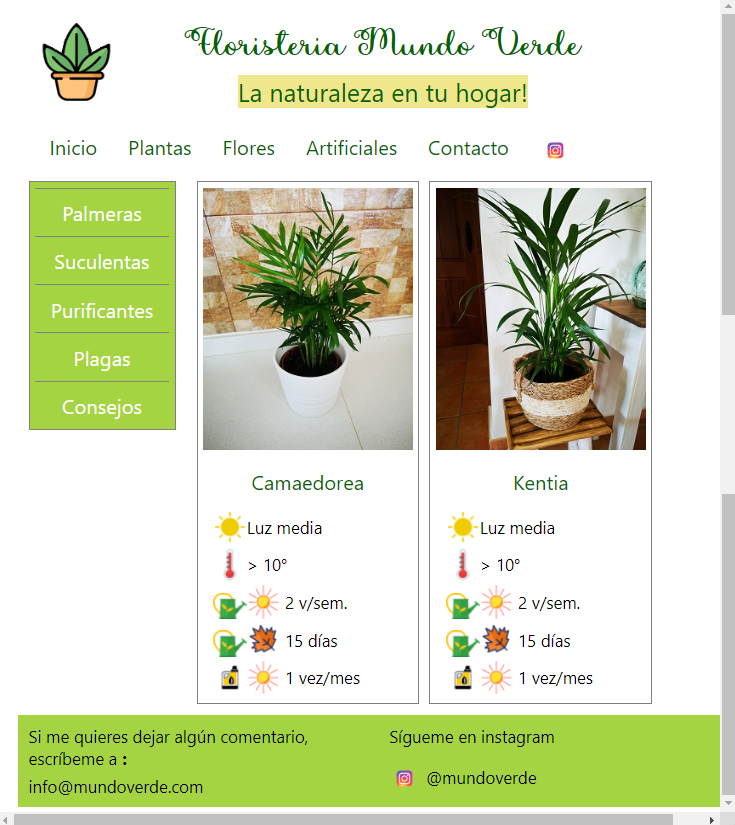 Floristeria Mundo Verde
La naturaleza en tu hogar!
Inicio Plantas Flores Artificiales Contacto
Palmeras
Suculentas
Purificantes
Plagas
Consejos
Camaedorea
Luz media
> 10°
2 v/sem.
15 días
1 vez/mes
Kentia
Luz media
> 10°
2 v/sem.
15 días
1 vez/mes
Si me quieres dejar algún comentario,
escríbeme a :
info@mundoverde.com
Sígueme en instagram
@mundoverde